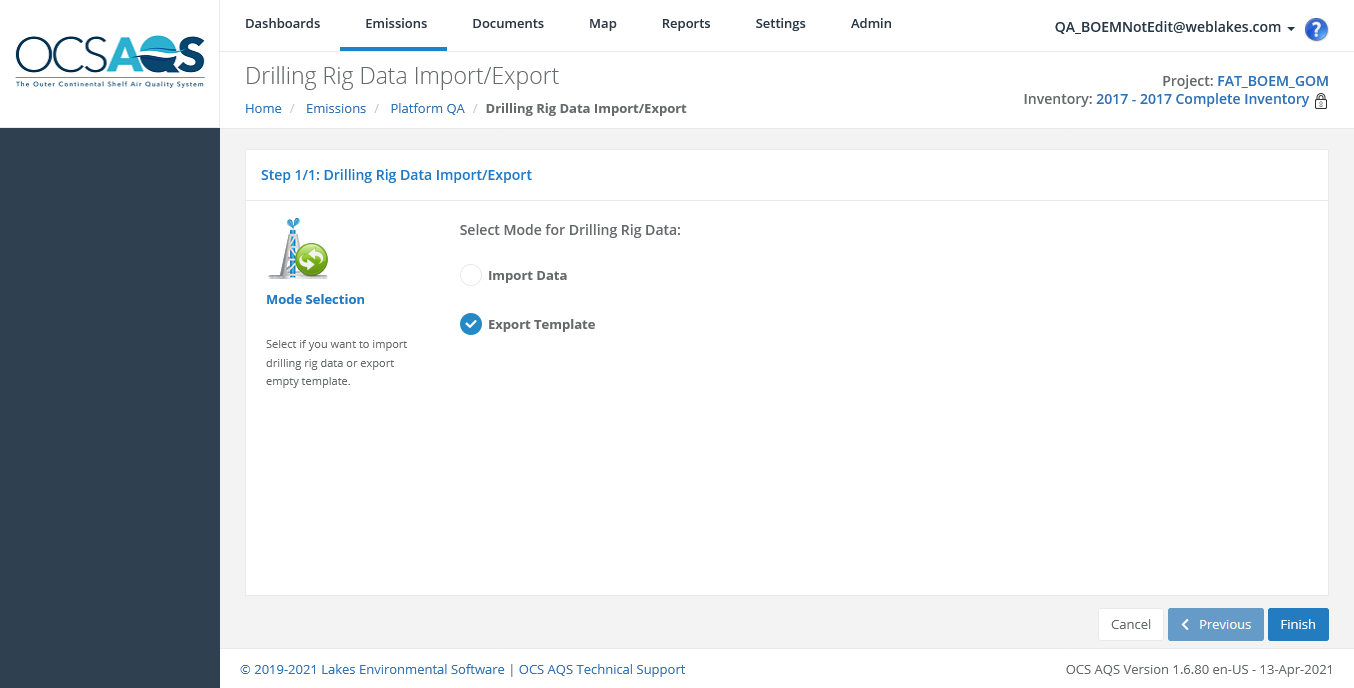 OCSAQS
The Outer Continental Shelf Air Quality System
Dashboards Emissions Documents Map Reports Settings Admin
QA_BOEMNotEdit@weblakes.com ?
Drilling Rig Data Import/Export
Project: FAT_BOEM_GOM
Inventory: 2017 - 2017 Complete Inventory
Home / Emissions / Platform QA / Drilling Rig Data Import/Export
Step 1/1: Drilling Rig Data Import/Export
Mode Selection
Select if you want to import
drilling rig data or export
empty template.
Select Mode for Drilling Rig Data:
Import Data
Export Template
Cancel Previous Finish
© 2019-2021 Lakes Environmental Software | OCS AQS Technical Support
OCS AQS Version 1.6.80 en-US - 13-Apr-2021